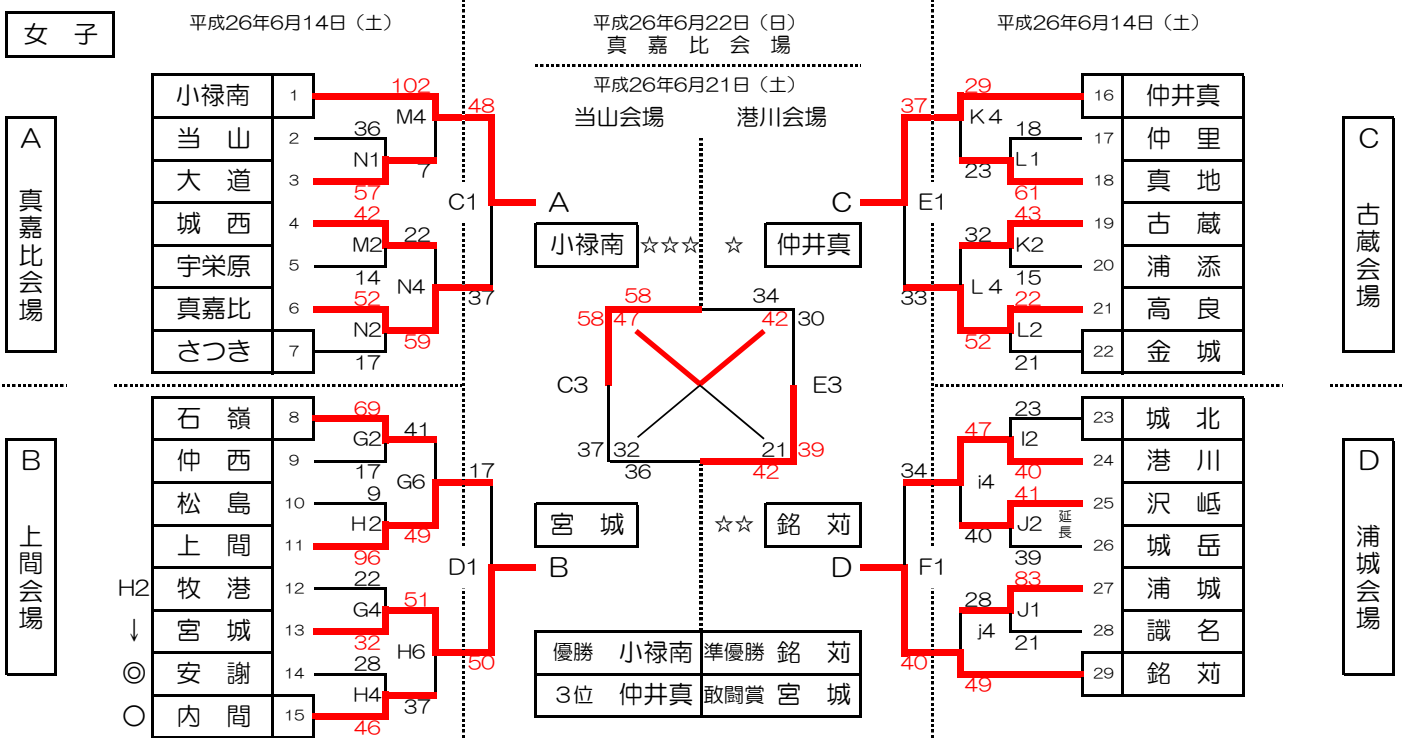 女 子
平成26年6月14日（土）
平成26年6月22日（日）
真 嘉 比 会 場
平成26年6月21日（土）
当山会場 港川会場
平成26年6月14日（土）
A 真嘉比会場
小禄南 1
当 山 2
大 道 3
城 西 4
宇栄原 5
真嘉比 6
さつき 7
102
M4
36
N1
57
7
42
M2
14
22
N4
52
N2
17
59
48
C1
37
B 上間会場
石 嶺 8
仲 西 9
松 島 10
上 間 11
H2 牧 港 12
↓ 宮 城 13
◎ 安 謝 14
○ 内 間 15
69
G2
17
41
G6
9
H2
96
49
22
G4
32
51
H6
28
H4
46
37
17
D1
50
A
小禄南 ☆☆☆
C
☆ 仲井真
58 34
58 47 42 30
C3 E3
37 32 21 39
36 42
宮 城
B
☆☆ 銘 苅
D
優勝 小禄南 準優勝 銘 苅
3位 仲井真 敢闘賞 宮 城
C 古蔵会場
16 仲井真
17 仲 里
18 真 地
19 古 蔵
20 浦 添
21 高 良
22 金 城
29
K4
18
L1
61
23
43
K2
15
32
L4
22
L2
21
52
37
E1
33
D 浦城会場
23 城 北
24 港 川
25 沢 岻
26 城 岳
27 浦 城
28 識 名
29 銘 苅
23
I2
40
47
i4
41
J2 延長
39
40
83
J1
21
28
j4
49
34
F1
40